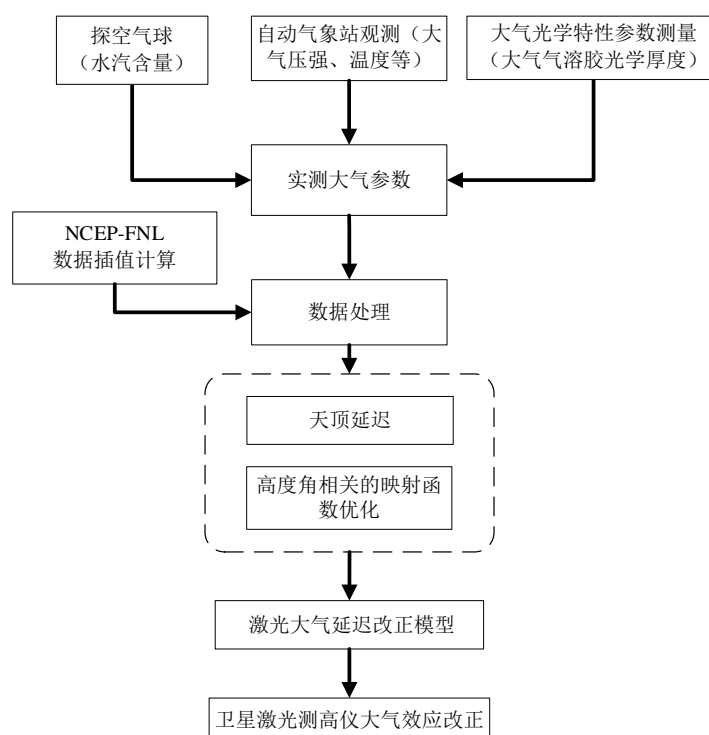 探空气球
（水汽含量）
自动气象站观测（大
气压强、温度等）
大气光学特性参数测量
（大气气溶胶光学厚度）
实测大气参数
NCEP-FNL
数据插值计算
数据处理
天顶延迟
高度角相关的映射函
数优化
激光大气延迟改正模型
卫星激光测高仪大气效应改正